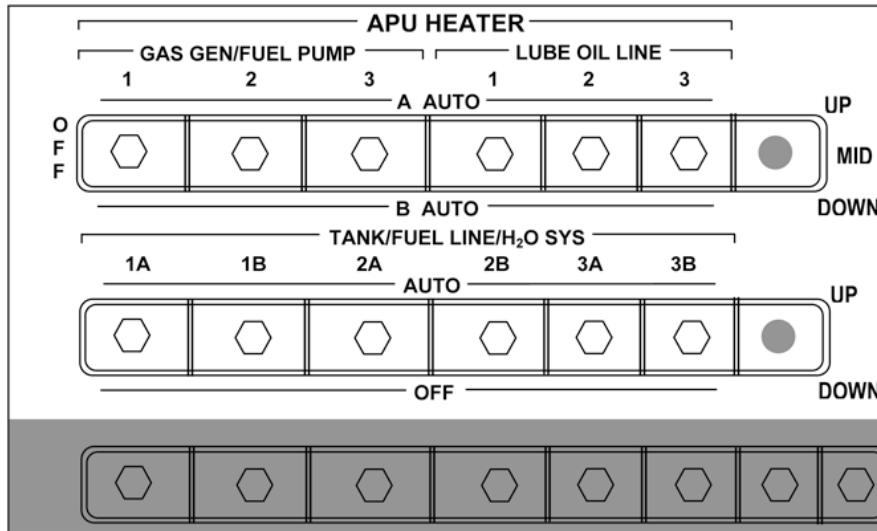 APU HEATER
GAS GEN/FUEL PUMP LUBE OIL LINE
1 2 3 1 2 3
A AUTO UP
OFF MID
B AUTO DOWN
TANK/FUEL LINE/H₂O SYS
1A 1B 2A 2B 3A 3B
AUTO UP
OFF DOWN